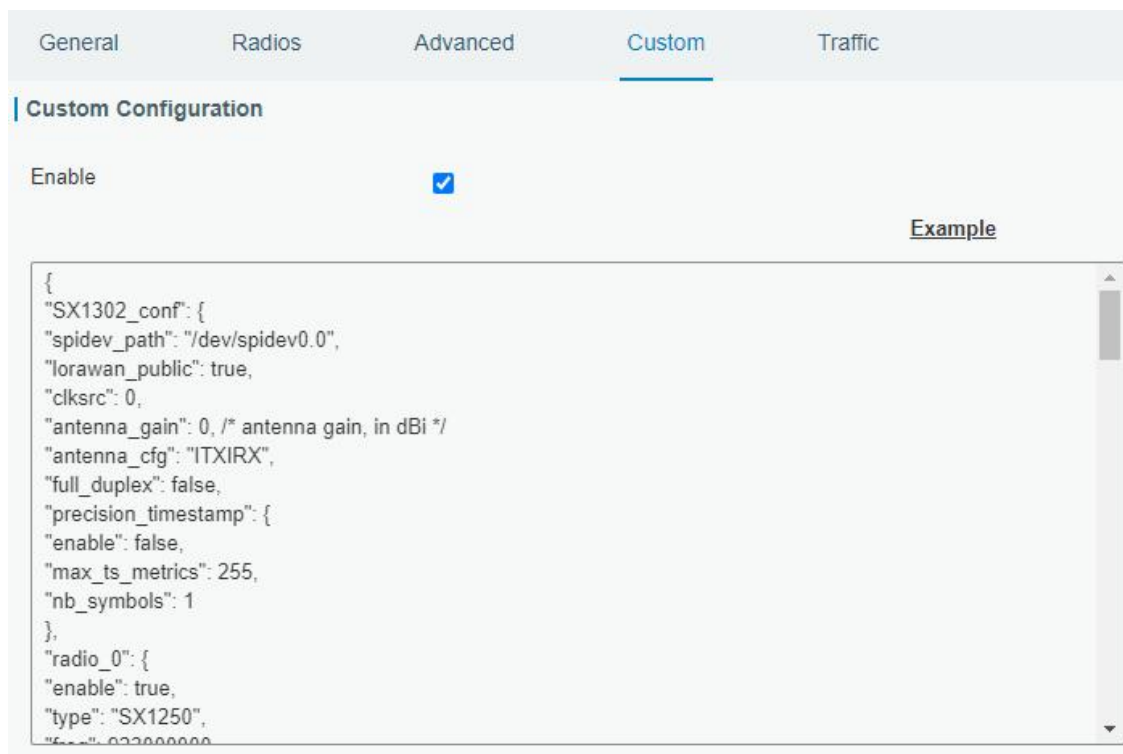 General Radios Advanced Custom Traffic
Custom Configuration
Enable
Example
{
"SX1302_conf": {
"spidev_path": "/dev/spidev0.0",
"lorawan_public": true,
"clksrc": 0,
"antenna_gain": 0, /* antenna gain, in dBi */
"antenna_cfg": "ITXIRX",
"full_duplex": false,
"precision_timestamp": {
"enable": false,
"max_ts_metrics": 255,
"nb_symbols": 1
},
"radio_0": {
"enable": true,
"type": "SX1250",